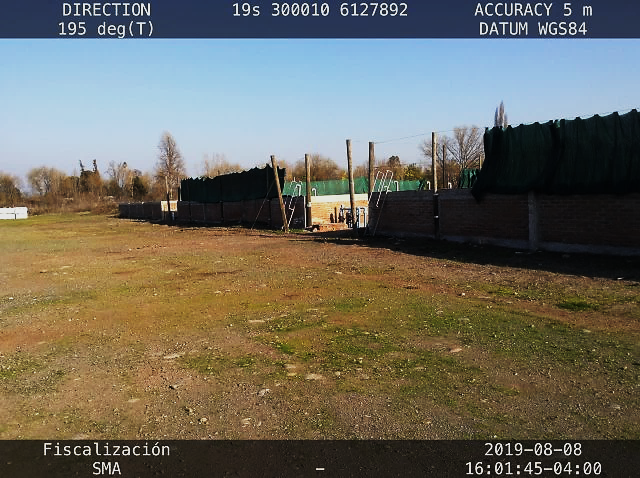 DIRECTION
195 deg(T)
19s 300010 6127892
ACCURACY 5 m
DATUM WGS84
Fiscalización
SMA
–
2019-08-08
16:01:45-04:00